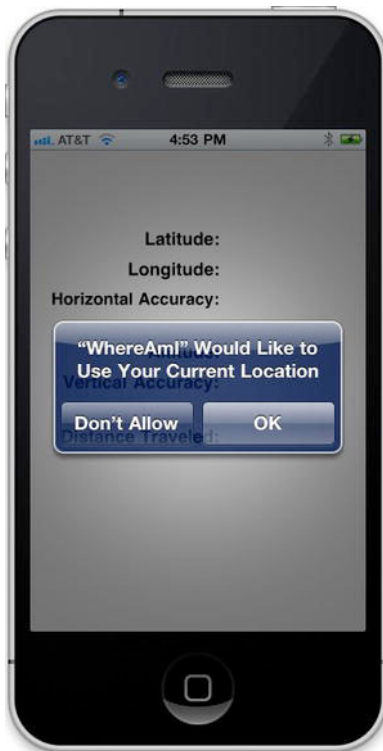 AT&T 4:53 PM
Latitude:
Longitude:
Horizontal Accuracy:
“WhereAmI” Would Like to
Use Your Current Location
Altitude:
Vertical Accuracy:
Don’t Allow OK
Distance Traveled: